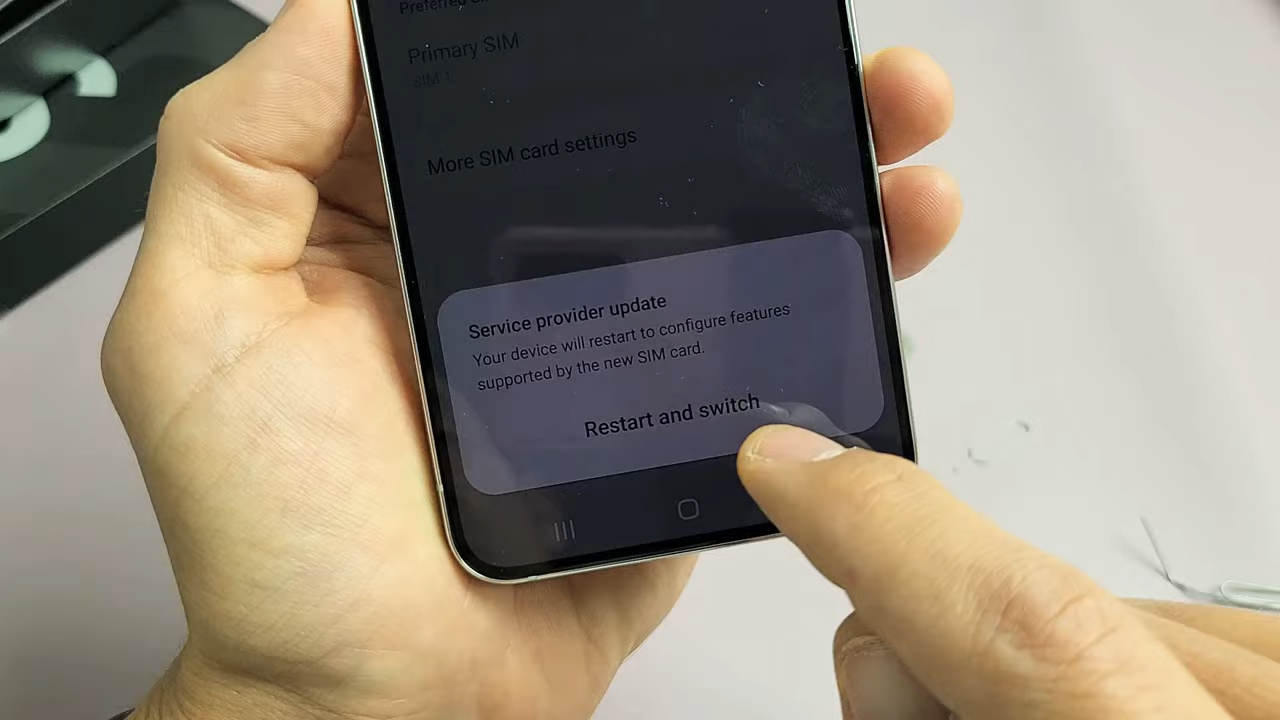 Preferred
Primary SIM
SIM 1
More SIM card settings
Service provider update
Your device will restart to configure features
supported by the new SIM card.
Restart and switch